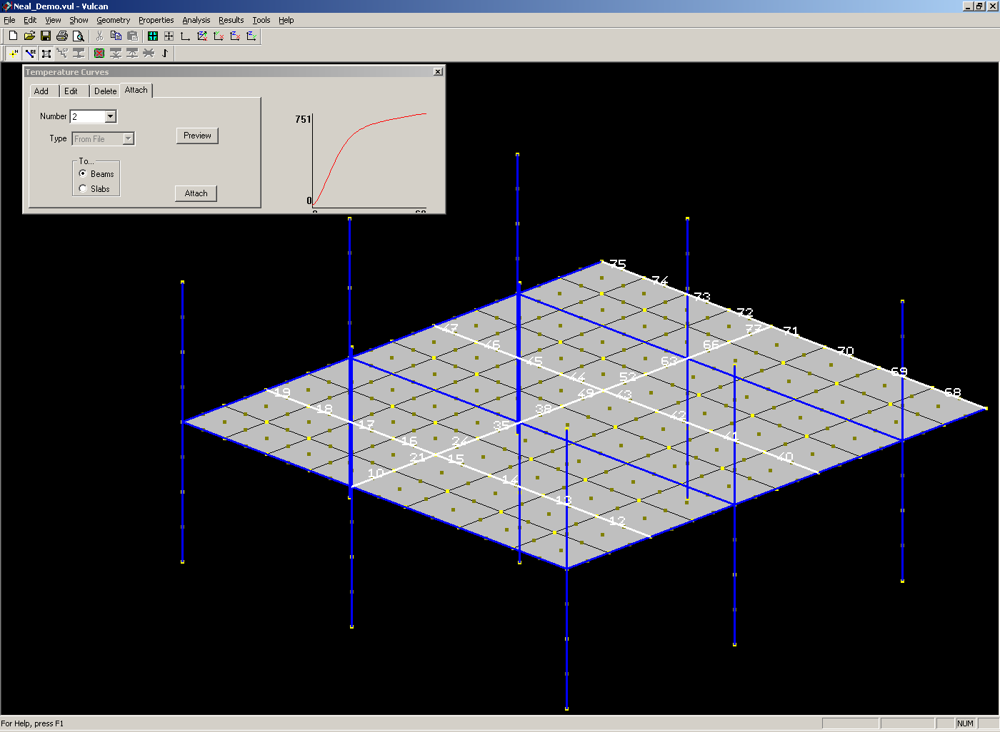 Neal_Demo.vul - Vulcan
File Edit View Show Geometry Properties Analysis Results Tools Help
Temperature Curves
Add Edit Delete Attach
Number 2
Type From File
Preview
To...
Beams
Slabs
Attach
751
0
0 60
75
74
73
72
77 71
47
46 66 70
45 63 69
44 52
19 49 43 68
18 38 42
17 35 41
16 24 40
21 15
10 14
13
12
For Help, press F1
NUM